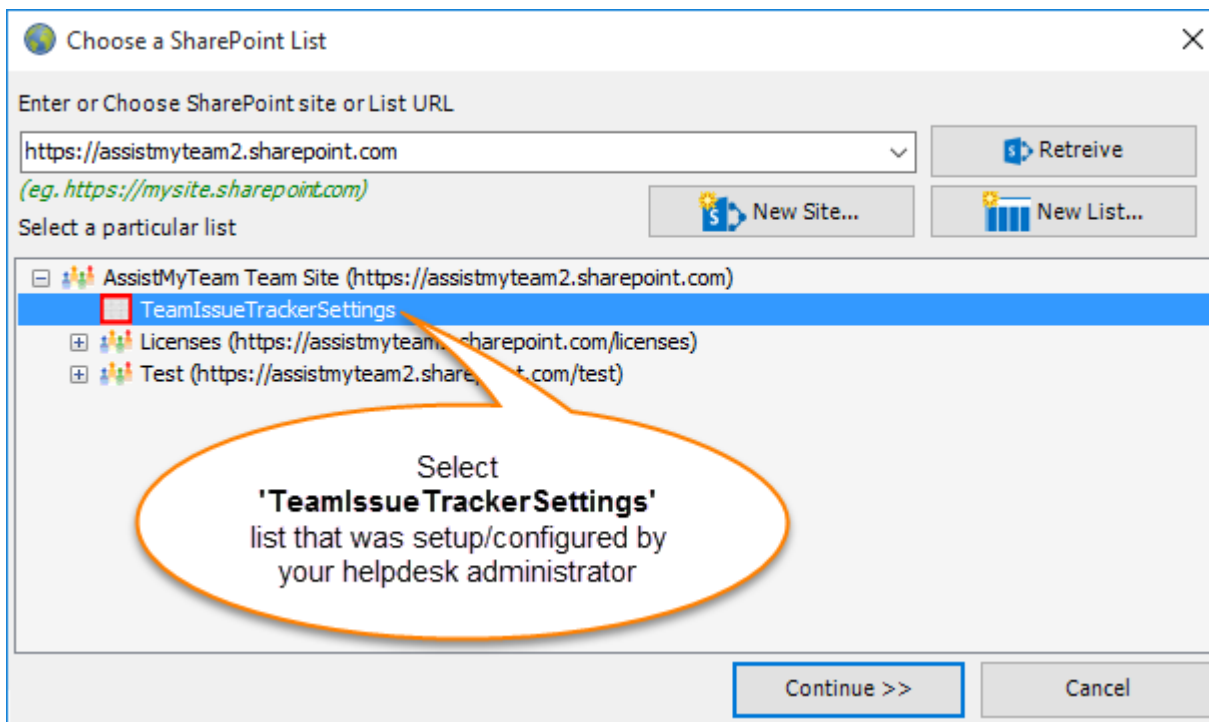 Choose a SharePoint List
Enter or Choose SharePoint site or List URL
https://assistmyteam2.sharepoint.com
Retreive
(eg. https://mysite.sharepoint.com)
New Site...
New List...
Select a particular list
AssistMyTeam Team Site (https://assistmyteam2.sharepoint.com)
TeamIssueTrackerSettings
Licenses (https://assistmyteam sharepoint.com/licenses)
Test (https://assistmyteam2.share t.com/test)
Select
'TeamIssueTrackerSettings'
list that was setup/configured by
your helpdesk administrator
Continue >>
Cancel